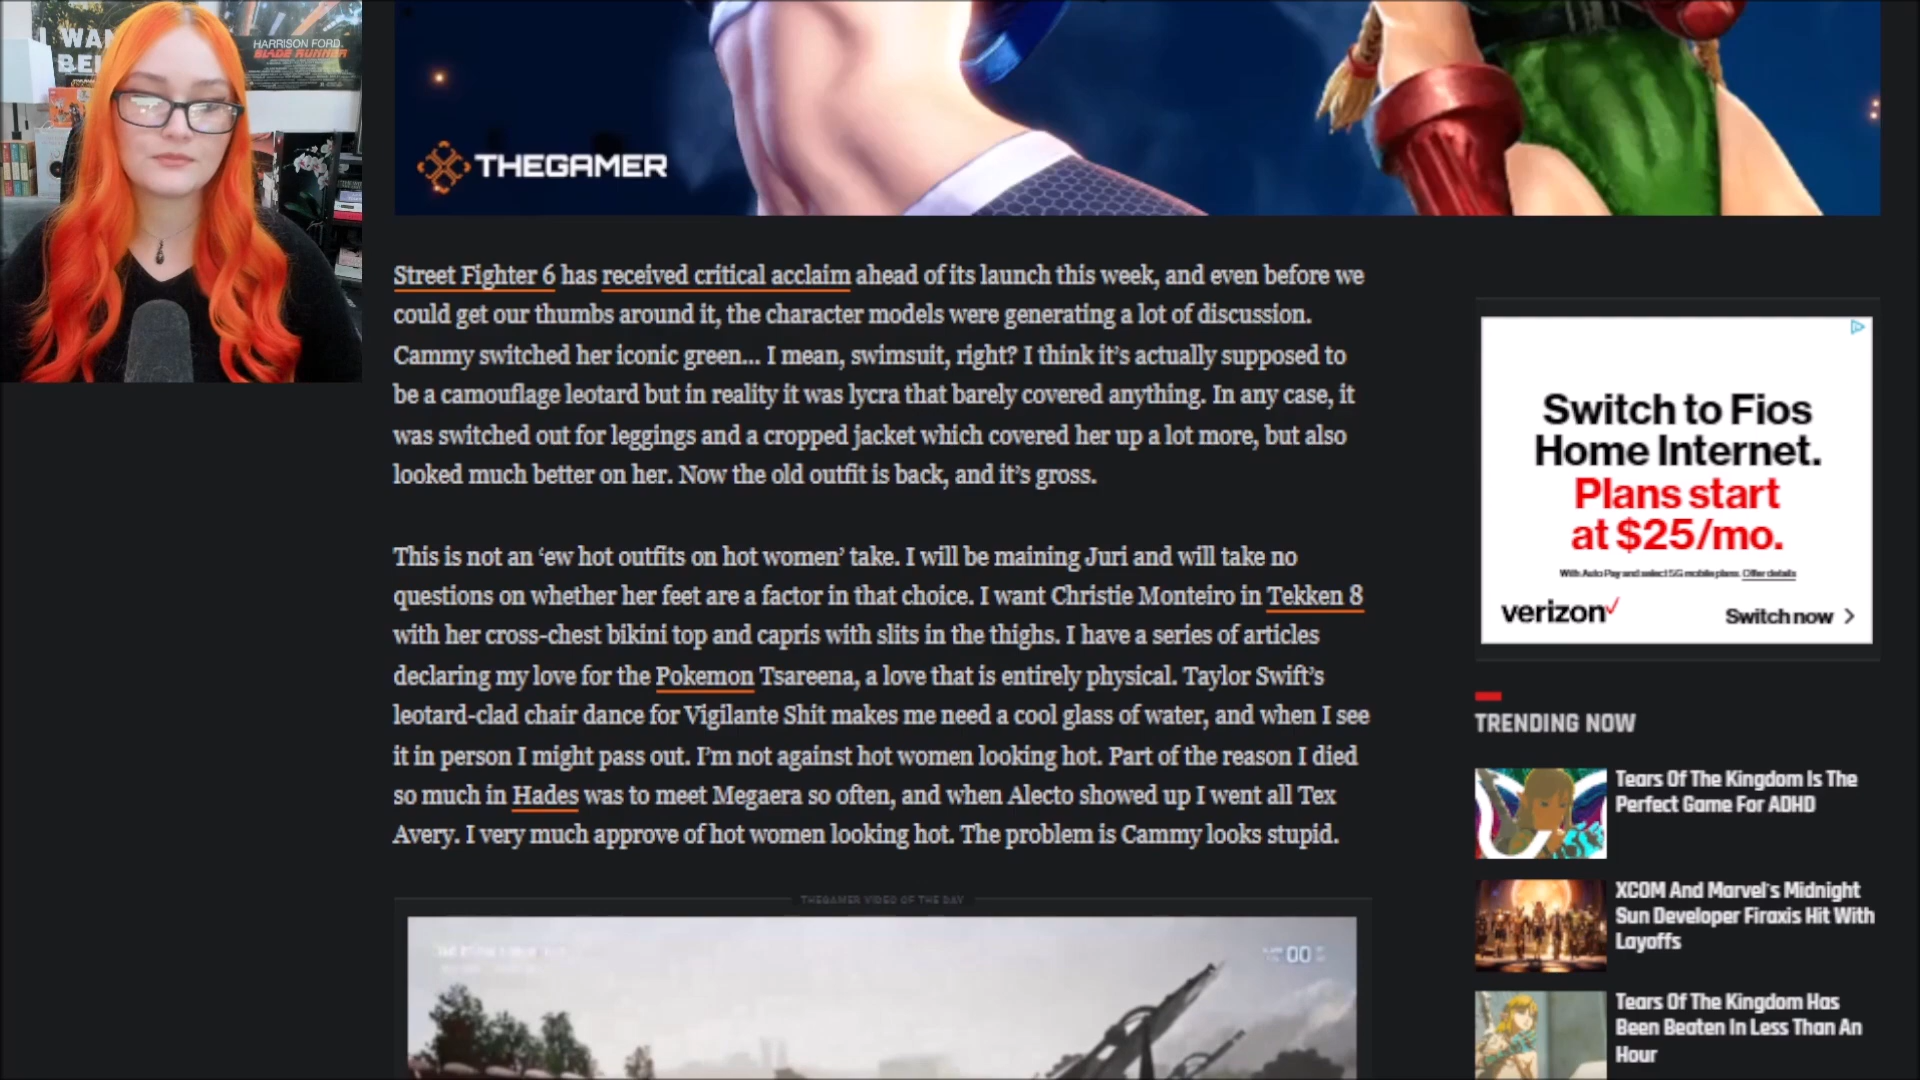 I WAN
BEL
HARRISON FORD
BLADE RUNNER
THEGAMER
Street Fighter 6 has received critical acclaim ahead of its launch this week, and even before we
could get our thumbs around it, the character models were generating a lot of discussion.
Cammy switched her iconic green... I mean, swimsuit, right? I think it's actually supposed to
be a camouflage leotard but in reality it was lycra that barely covered anything. In any case, it
was switched out for leggings and a cropped jacket which covered her up a lot more, but also
looked much better on her. Now the old outfit is back, and it's gross.
This is not an ‘ew hot outfits on hot women’ take. I will be maining Juri and will take no
questions on whether her feet are a factor in that choice. I want Christie Monteiro in Tekken 8
with her cross-chest bikini top and capris with slits in the thighs. I have a series of articles
declaring my love for the Pokemon Tsareena, a love that is entirely physical. Taylor Swift's
leotard-clad chair dance for Vigilante Shit makes me need a cool glass of water, and when I see
it in person I might pass out. I'm not against hot women looking hot. Part of the reason I died
so much in Hades was to meet Megaera so often, and when Alecto showed up I went all Tex
Avery. I very much approve of hot women looking hot. The problem is Cammy looks stupid.
THEGAMER VIDEO OF THE DAY
00
Switch to Fios
Home Internet.
Plans start
at $25/mo.
With Auto Pay and select 5G mobile plans. Offer details
verizon
Switch now
TRENDING NOW
Tears Of The Kingdom Is The
Perfect Game For ADHD
XCOM And Marvel's Midnight
Sun Developer Firaxis Hit With
Layoffs
Tears Of The Kingdom Has
Been Beaten In Less Than An
Hour